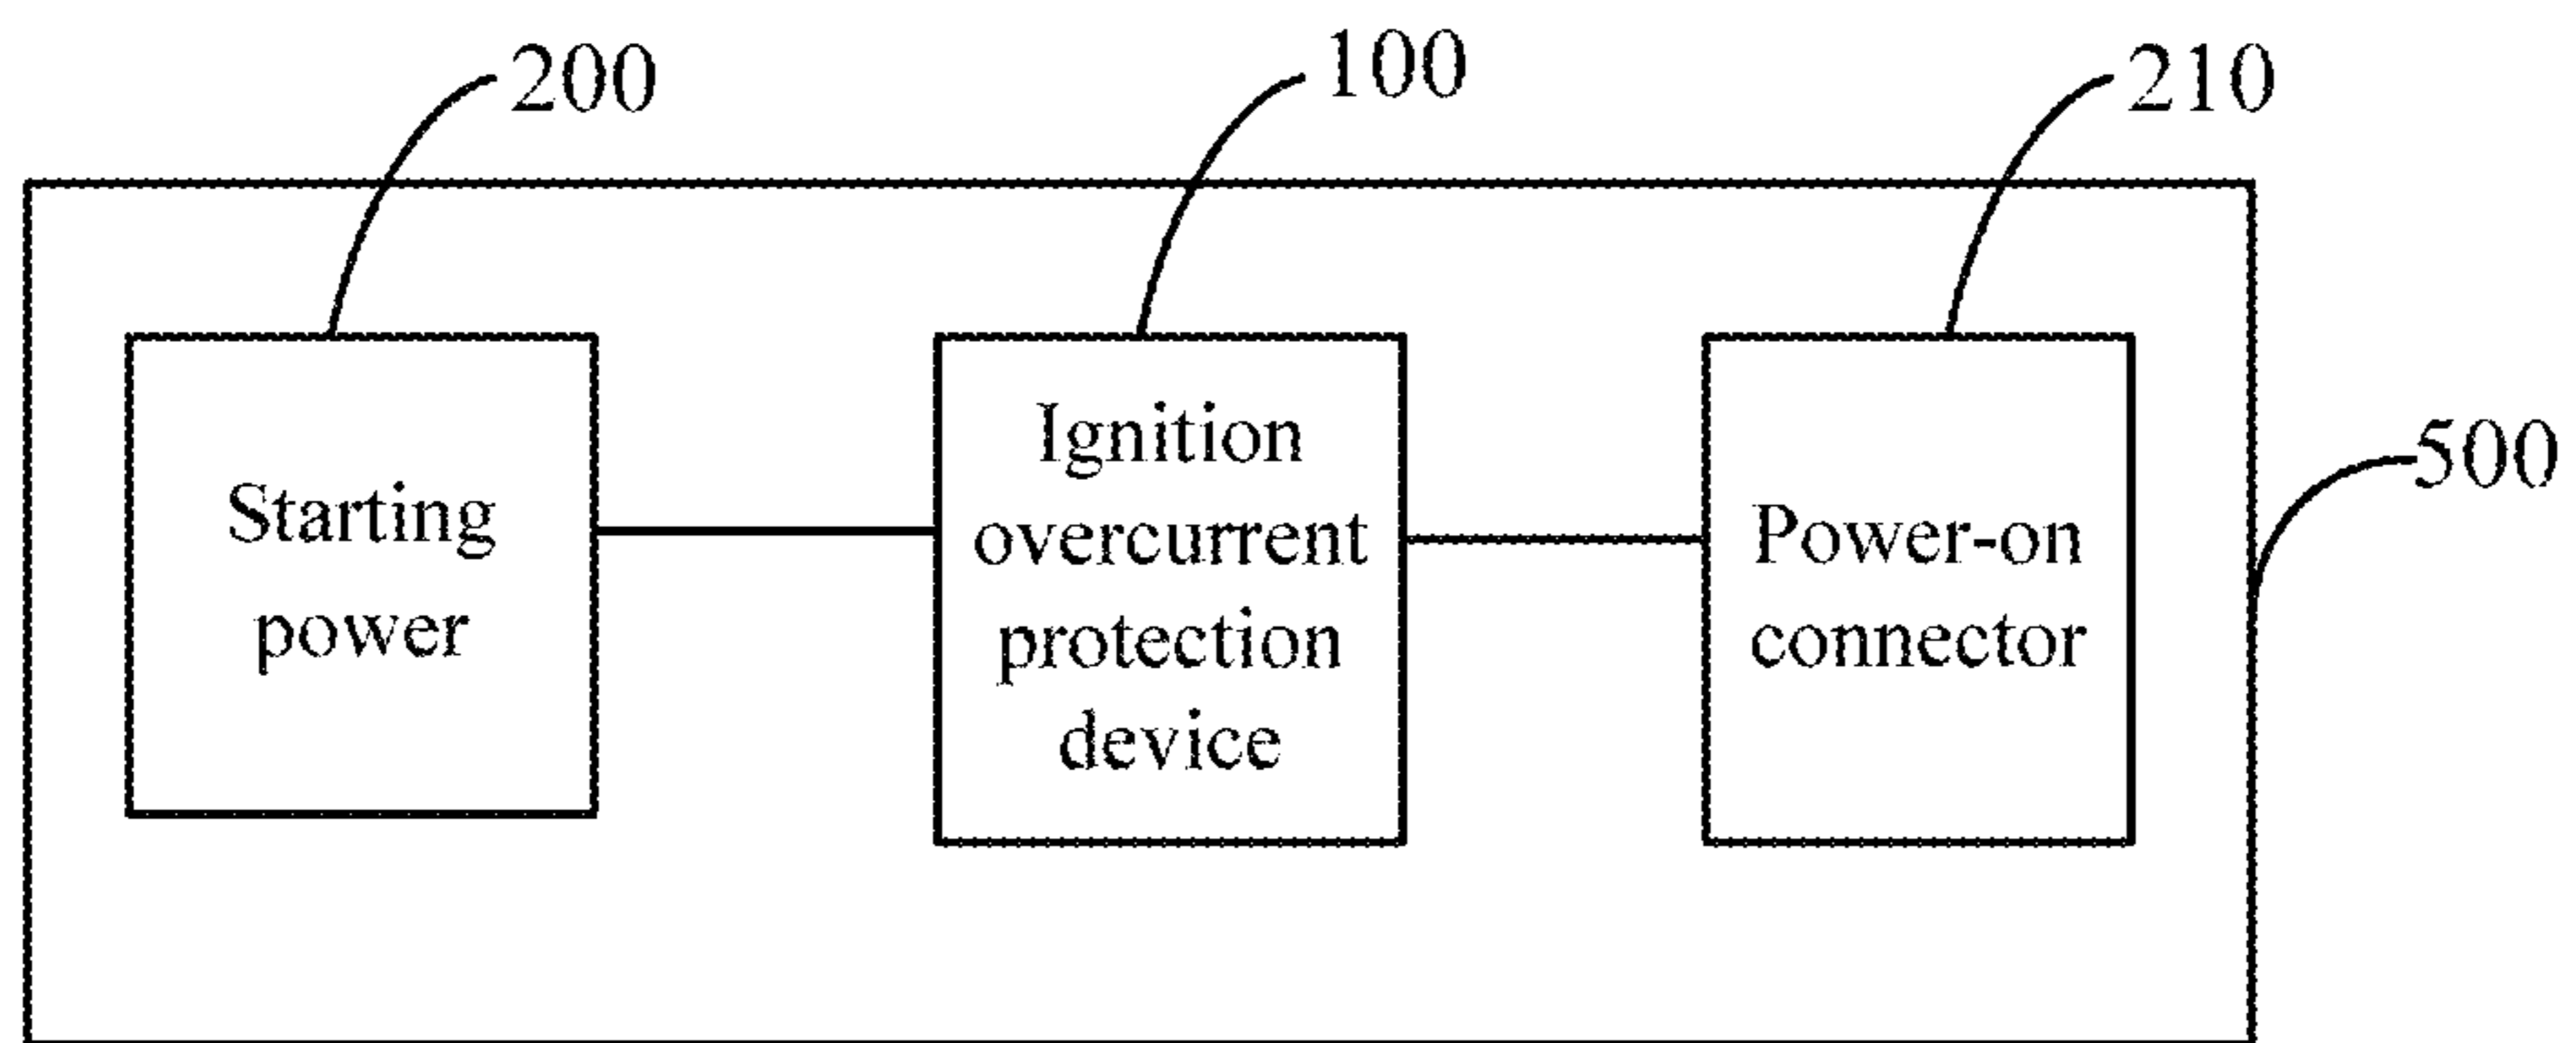 200
100
210
500
Starting
power
Ignition
overcurrent
protection
device
Power-on
connector